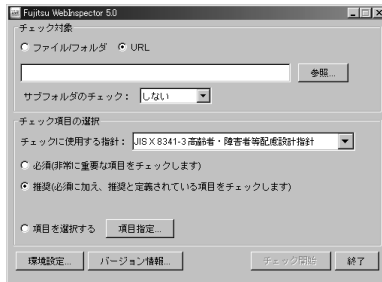 Fujitsu WebInspector 5.0
チェック対象
ファイル/フォルダ URL
参照...
サブフォルダのチェック： しない
チェック項目の選択
チェックに使用する指針： JIS X 8341-3 高齢者・障害者等配慮設計指針
必須(非常に重要な項目をチェックします)
推奨(必須に加え、推奨と定義されている項目をチェックします)
項目を選択する 項目指定...
環境設定... バージョン情報... チェック開始 終了